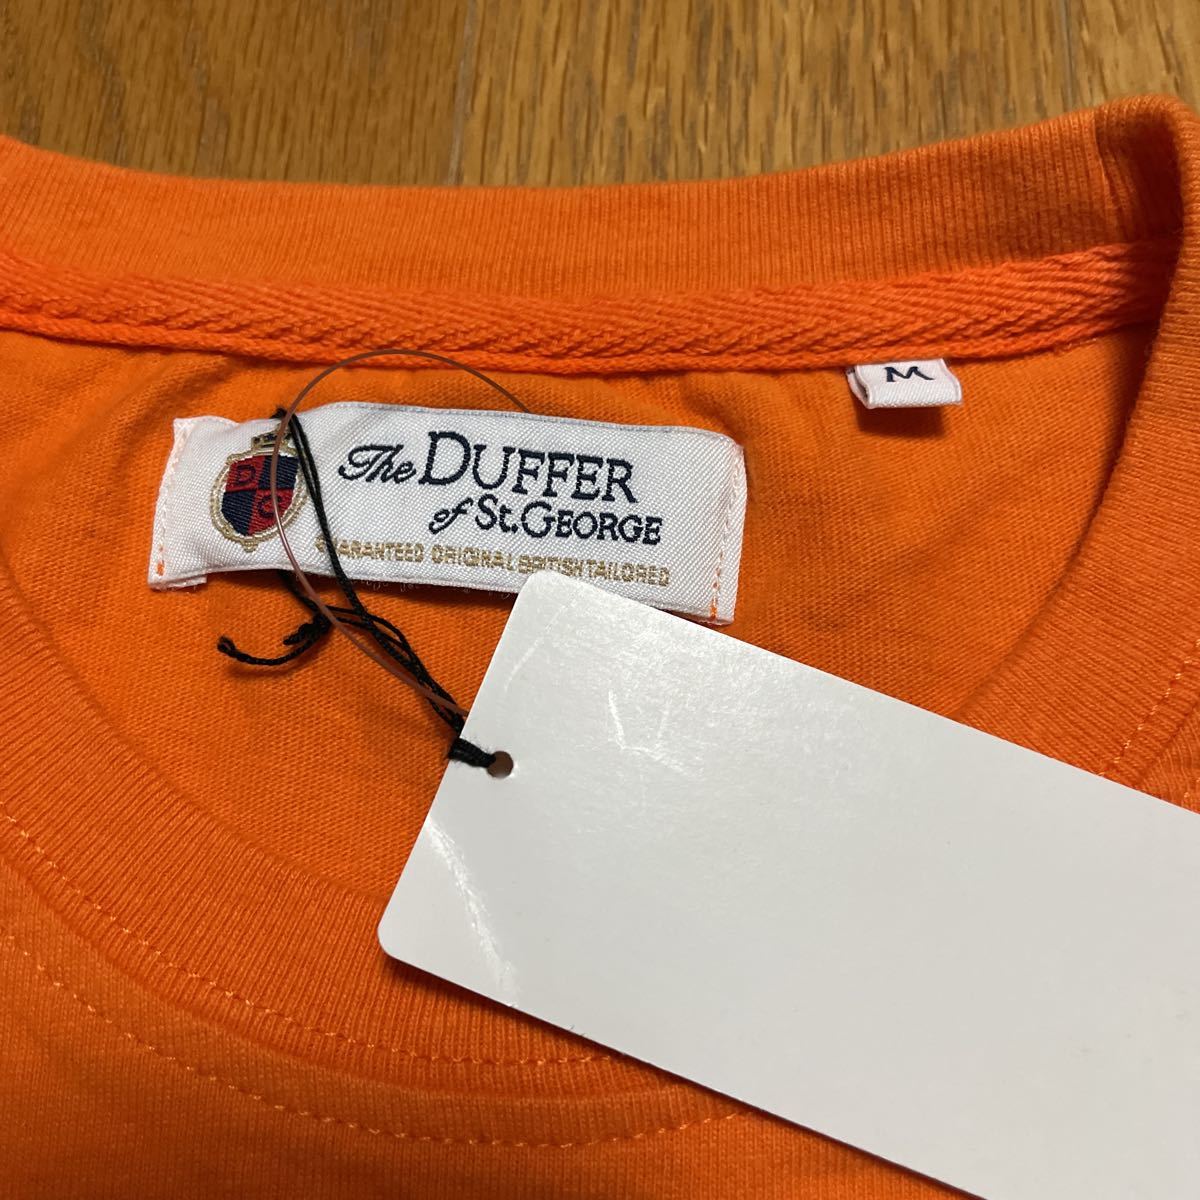 The DUFFER
of St.GEORGE
GUARANTEED ORIGINAL BRITISH TAILORED
M
D
G